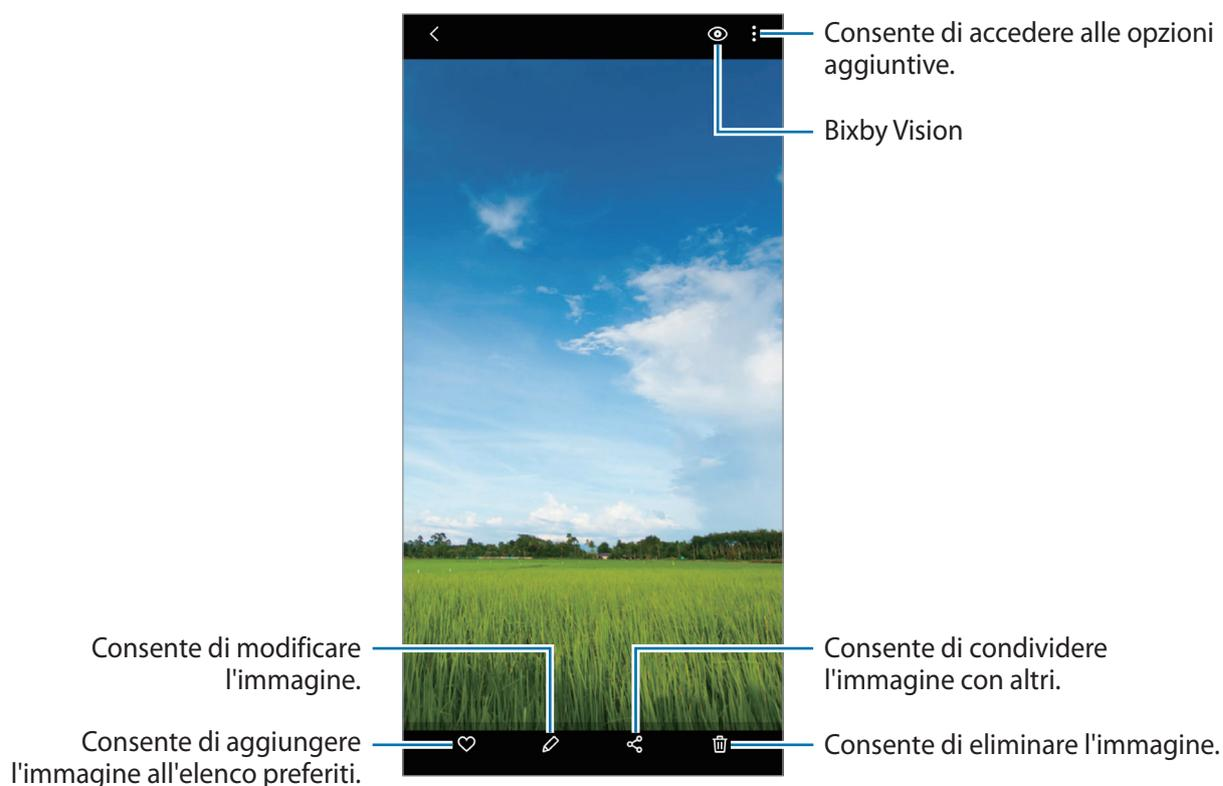 Consente di accedere alle opzioni
aggiuntive.
Bixby Vision
Consente di modificare
l'immagine.
Consente di condividere
l'immagine con altri.
Consente di aggiungere
l'immagine all'elenco preferiti.
Consente di eliminare l'immagine.